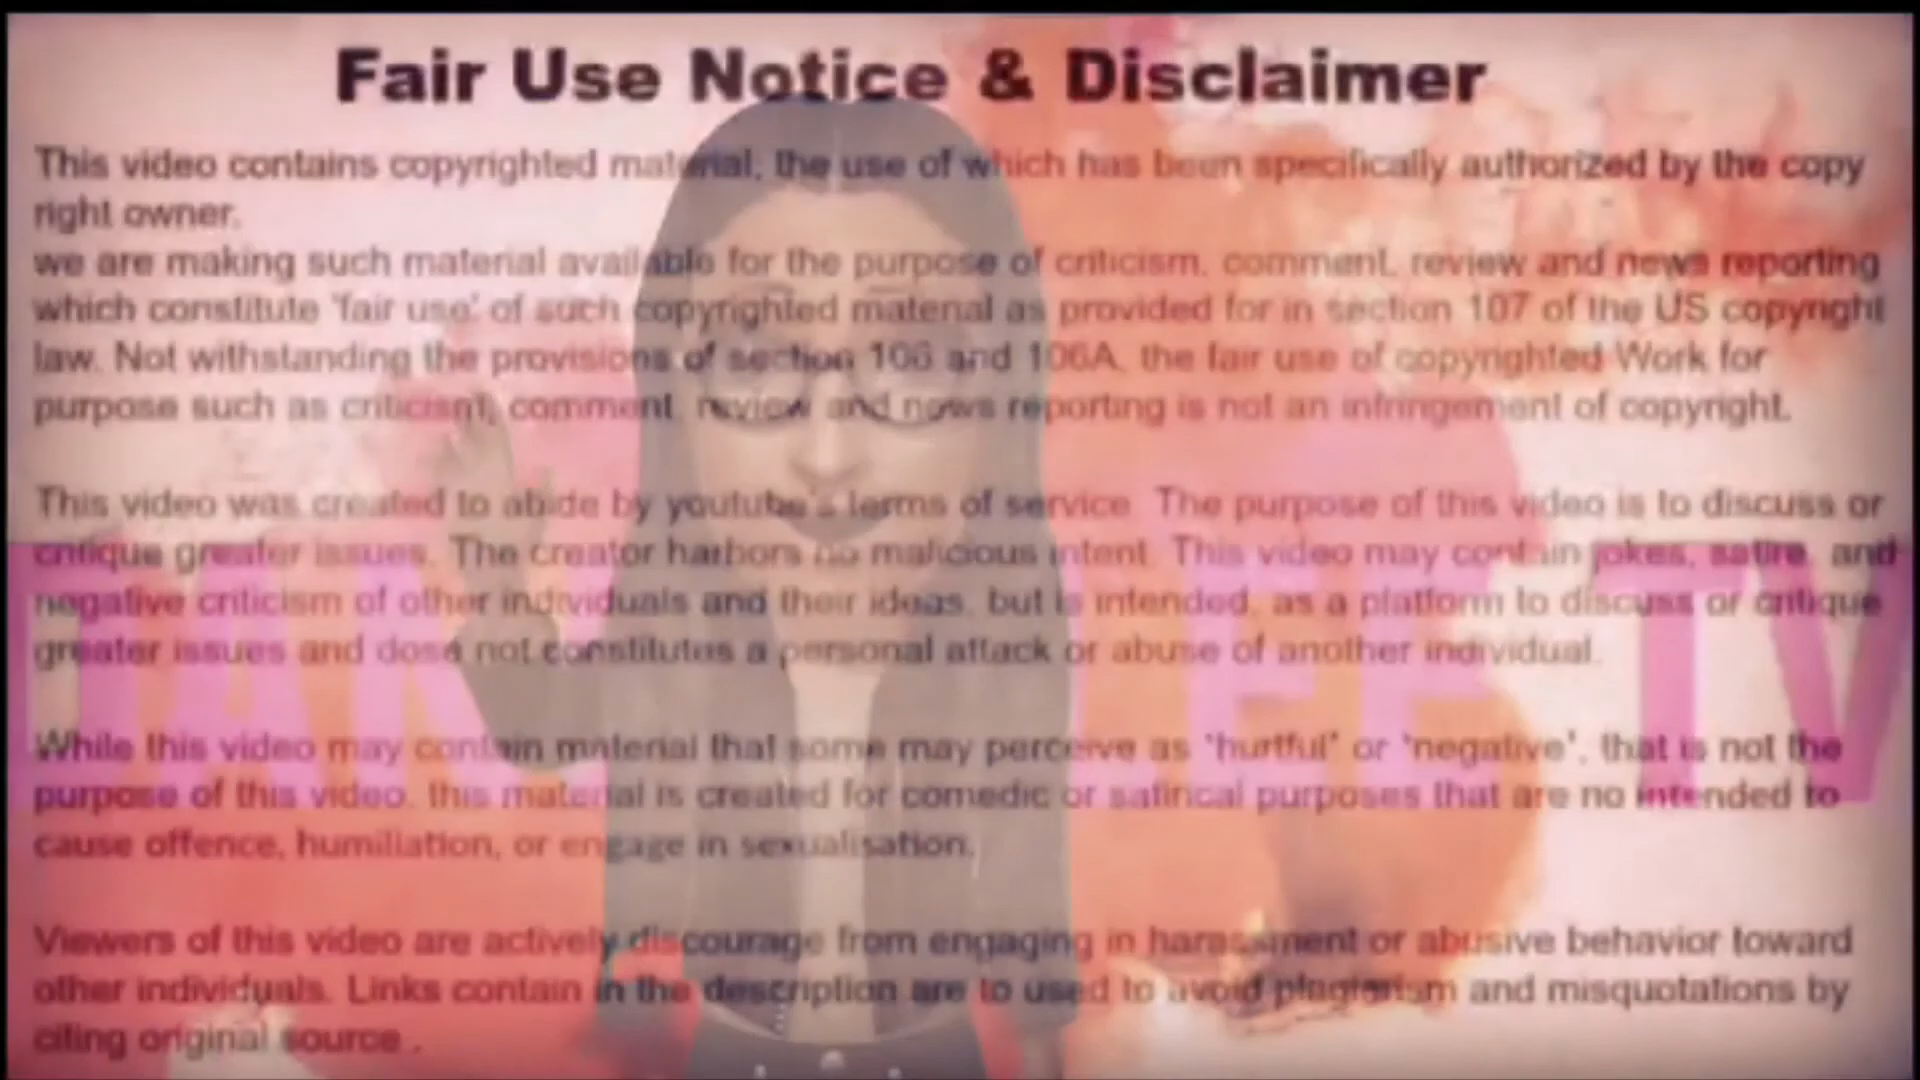 Fair Use Notice & Disclaimer
This video contains copyrighted material, the use of which has been specifically authorized by the copy
right owner.
we are making such material available for the purpose of criticism, comment, review and news reporting
which constitute 'fair use' of such copyrighted material as provided for in section 107 of the US copyright
law. Not withstanding the provisions of section 106 and 106A, the fair use of copyrighted Work for
purpose such as criticism, comment, review and news reporting is not an infringement of copyright.
This video was created to abide by youtube's terms of service. The purpose of this video is to discuss or
critique greater issues. The creator harbors no malicious intent. This video may contain jokes, satire, and
negative criticism of other individuals and their ideas, but is intended, as a platform to discuss or critique
greater issues and dose not constitutes a personal attack or abuse of another individual.
While this video may contain material that some may perceive as "hurtful" or "negative", that is not the
purpose of this video. this material is created for comedic or satirical purposes that are no intended to
cause offence, humiliation, or engage in sexualisation.
Viewers of this video are actively discourage from engaging in harassment or abusive behavior toward
other individuals. Links contain in the description are to used to avoid plagiarism and misquotations by
citing original source .
TV